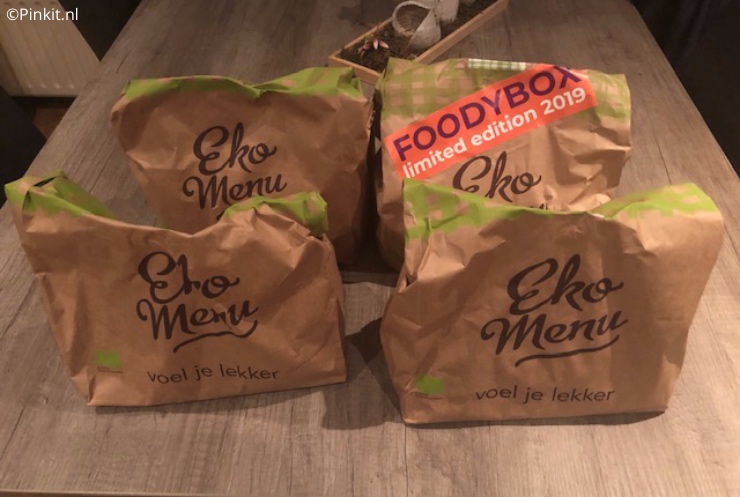 ©Pinkit.nl
Eko
Menu
FOODYBOX
limited edition 2019
Eko
Eko
Menu
voel je lekker
Eko
Menu
voel je lekker